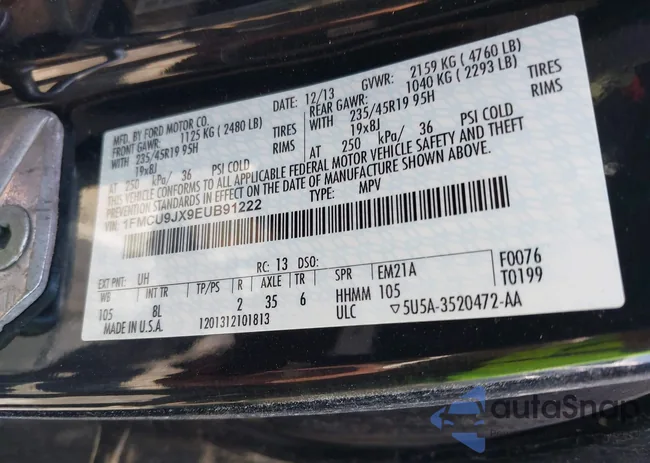 MFD. BY FORD MOTOR CO.
DATE: 12/13 GVWR: 2159 KG ( 4760 LB)
FRONT GAWR: 1125 KG ( 2480 LB) REAR GAWR: 1040 KG ( 2293 LB)
WITH 235/45R19 95H TIRES WITH 235/45R19 95H TIRES
19x8J RIMS 19x8J RIMS
AT 250 kPa/ 36 PSI COLD AT 250 kPa/ 36 PSI COLD
THIS VEHICLE CONFORMS TO ALL APPLICABLE FEDERAL MOTOR VEHICLE SAFETY AND THEFT
PREVENTION STANDARDS IN EFFECT ON THE DATE OF MANUFACTURE SHOWN ABOVE.
VIN: 1FMCU9JX9EUB91222 TYPE: MPV
EXT PNT: UH RC: 13 DSO: F0076
WB INT TR TP/PS R AXLE TR SPR EM21A T0199
105 8L 2 35 6 HHMM 105
MADE IN U.S.A. 1201312101813 ULC ▽5U5A-3520472-AA
autoSnap